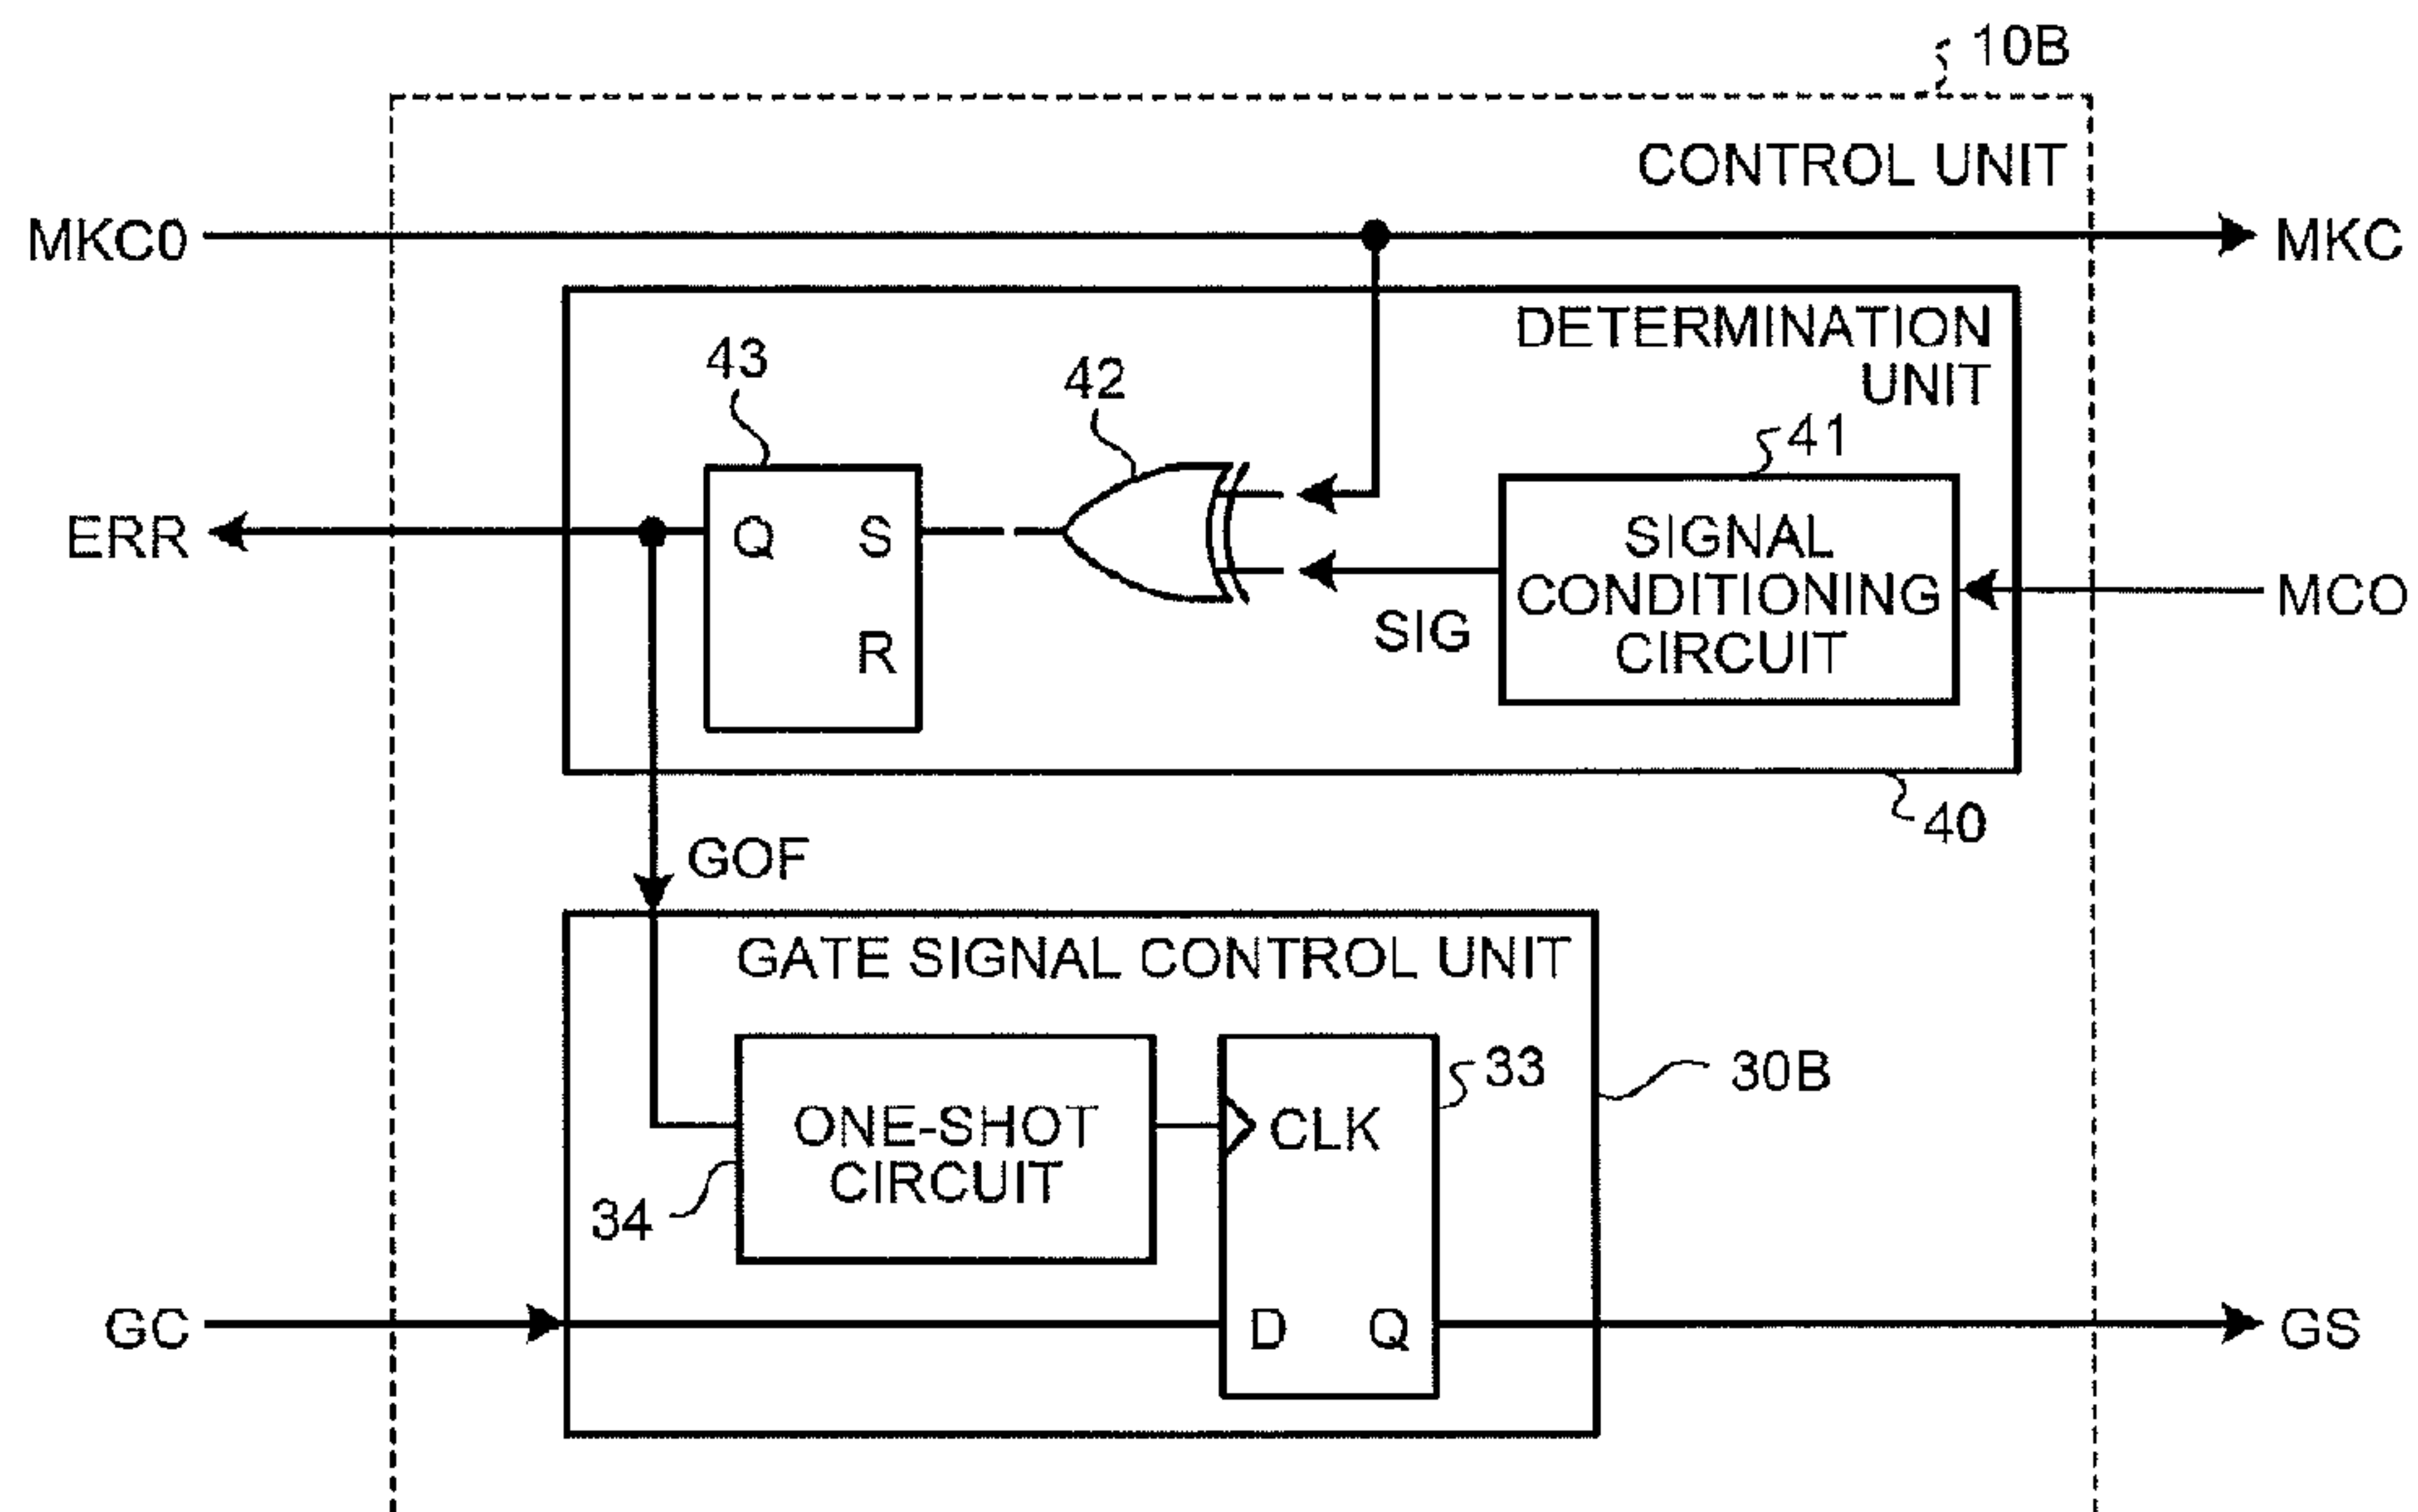 10B
CONTROL UNIT
MKC0
MKC
DETERMINATION
UNIT
43
42
41
ERR
Q
S
R
SIG
SIGNAL
CONDITIONING
CIRCUIT
MCO
40
GOF
GATE SIGNAL CONTROL UNIT
33
30B
ONE-SHOT
CIRCUIT
CLK
34
GC
D
Q
GS